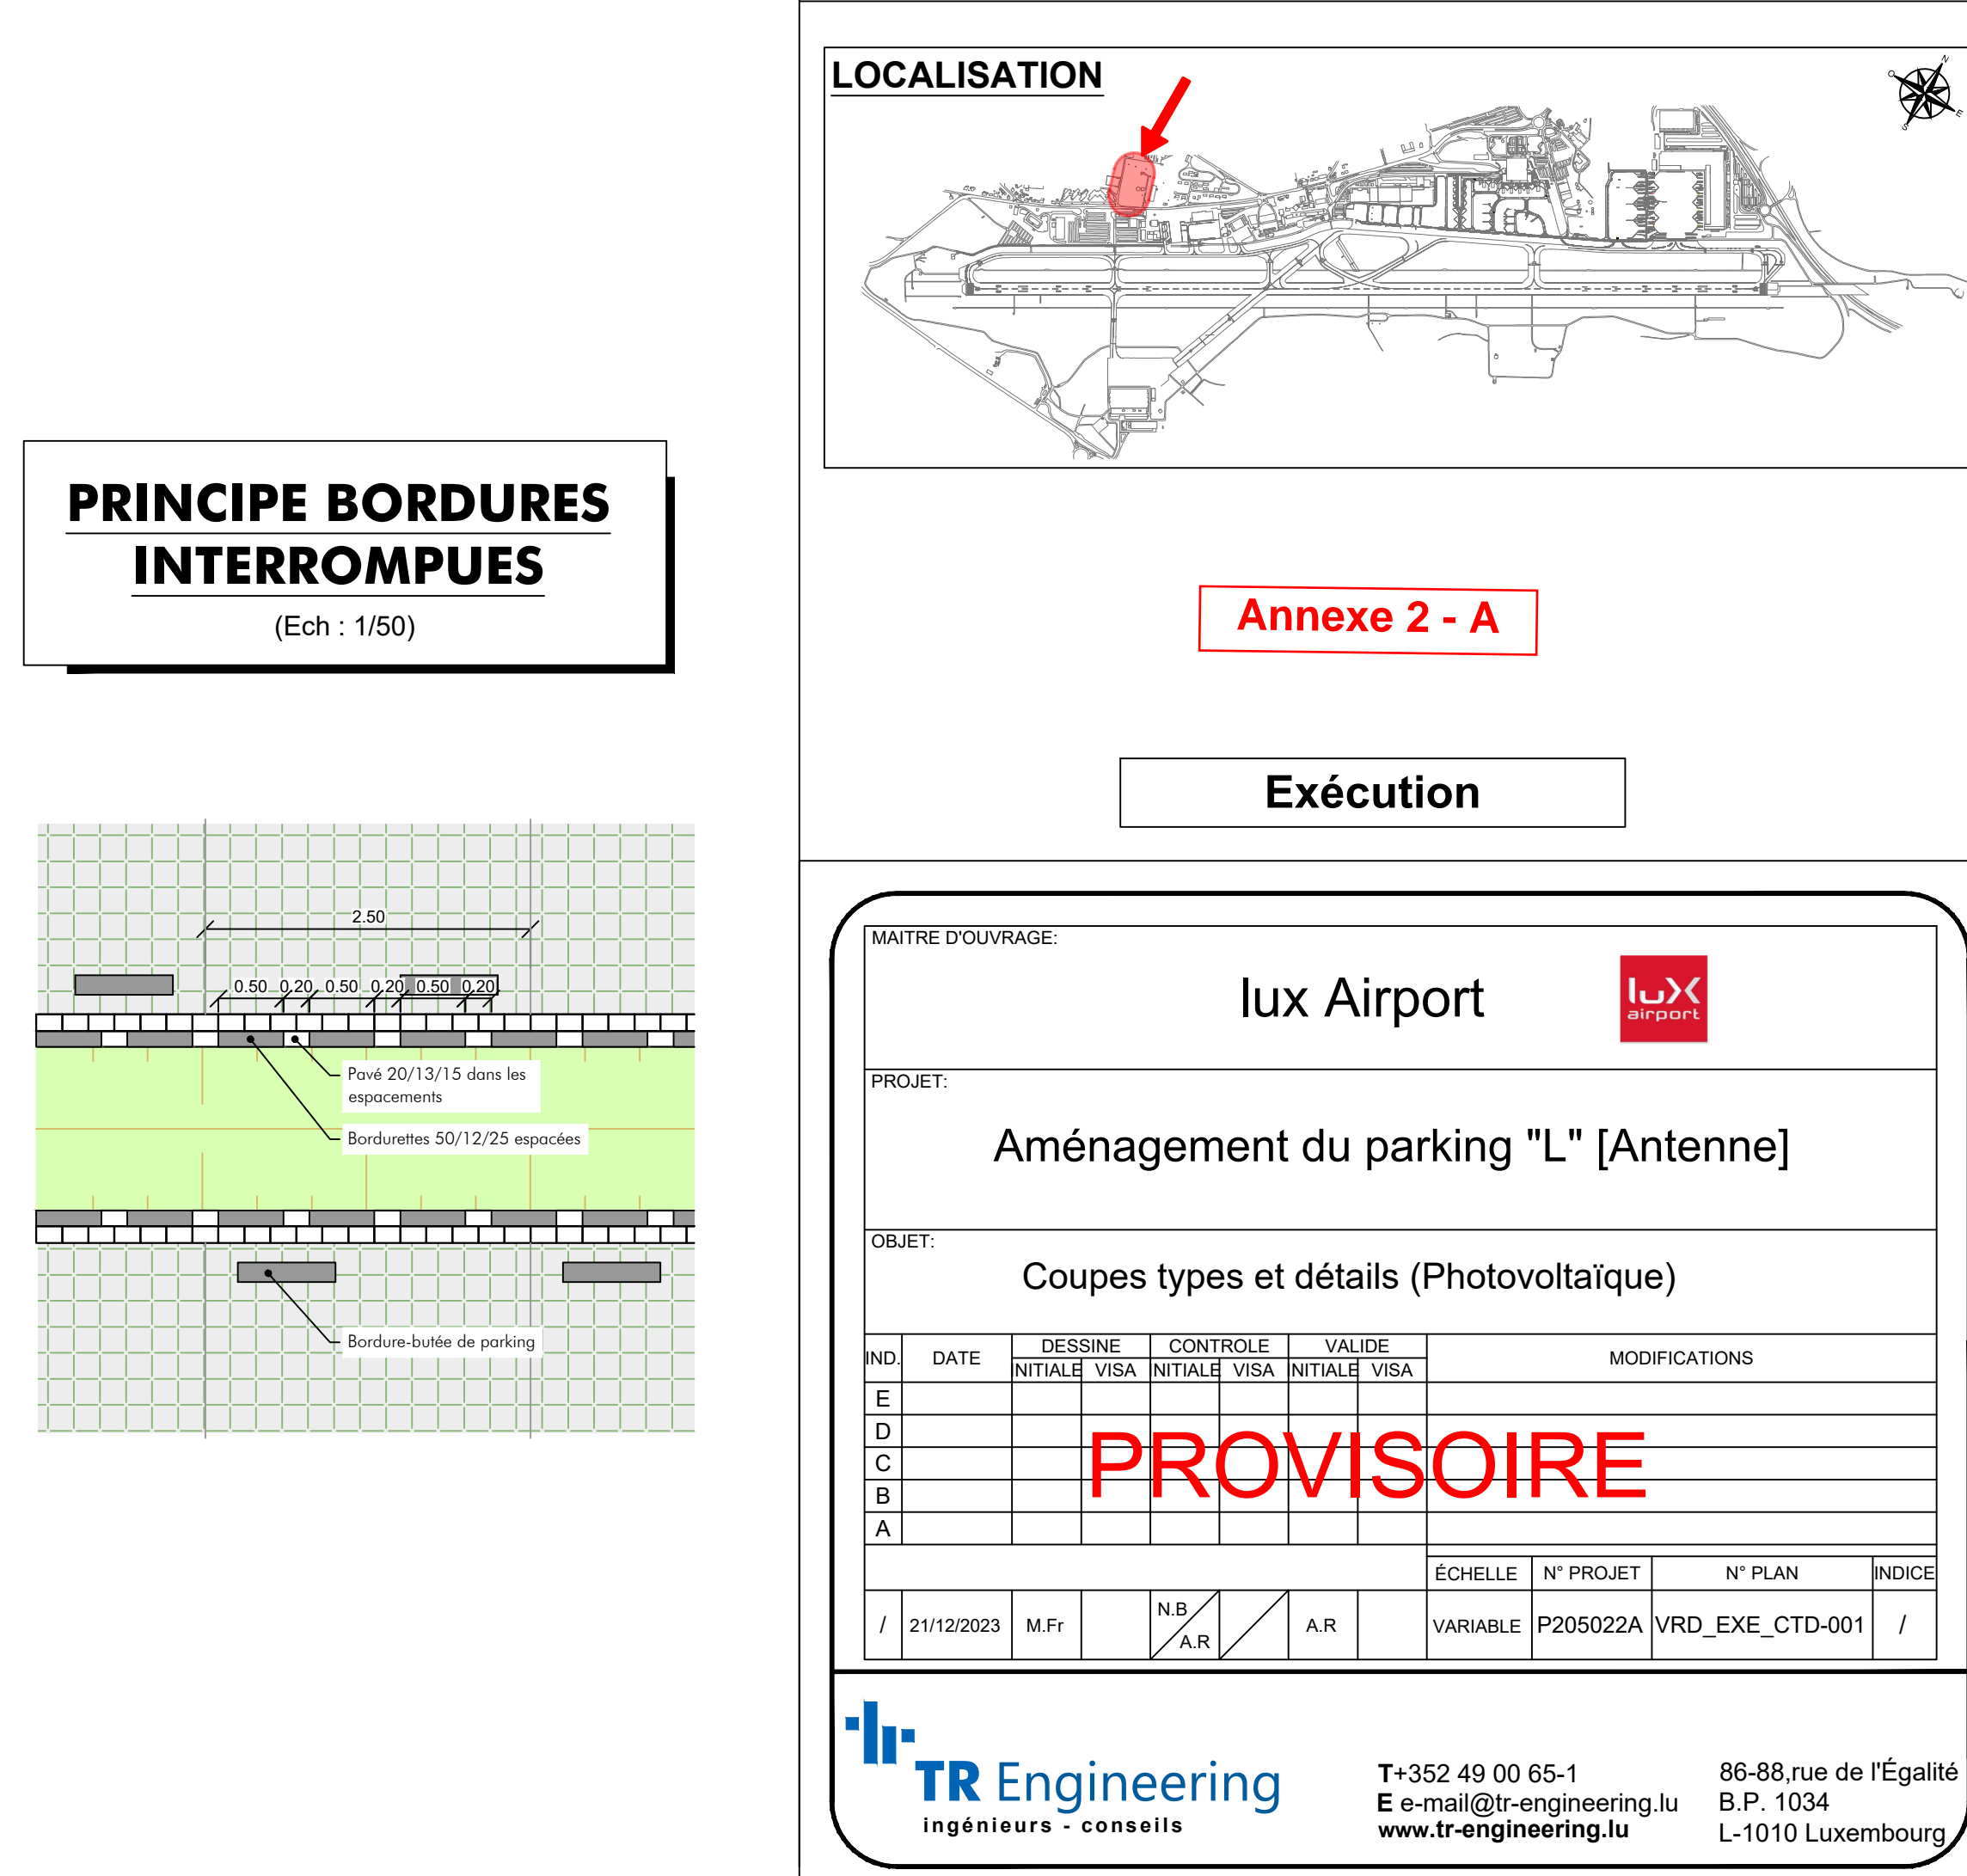 PRINCIPE BORDURES
INTERROMPUES
(Ech : 1/50)
2.50
0.50 0.20 0.50 0.20 0.50 0.20
Pavé 20/13/15 dans les
espacements
Bordurettes 50/12/25 espacées
Bordure-butée de parking
LOCALISATION
N
O
E
S
Annexe 2 - A
Exécution
MAITRE D'OUVRAGE:
lux Airport
lux
airport
PROJET:
Aménagement du parking "L" [Antenne]
OBJET:
Coupes types et détails (Photovoltaïque)
IND. DATE DESSINE CONTROLE VALIDE MODIFICATIONS
INITIALE VISA INITIALE VISA INITIALE VISA
E
D
C
B
A
PROVISOIRE
ÉCHELLE N° PROJET N° PLAN INDICE
/ 21/12/2023 M.Fr N.B A.R A.R VARIABLE P205022A VRD_EXE_CTD-001 /
TR Engineering
ingénieurs - conseils
T+352 49 00 65-1
E e-mail@tr-engineering.lu
www.tr-engineering.lu
86-88,rue de l'Égalité
B.P. 1034
L-1010 Luxembourg